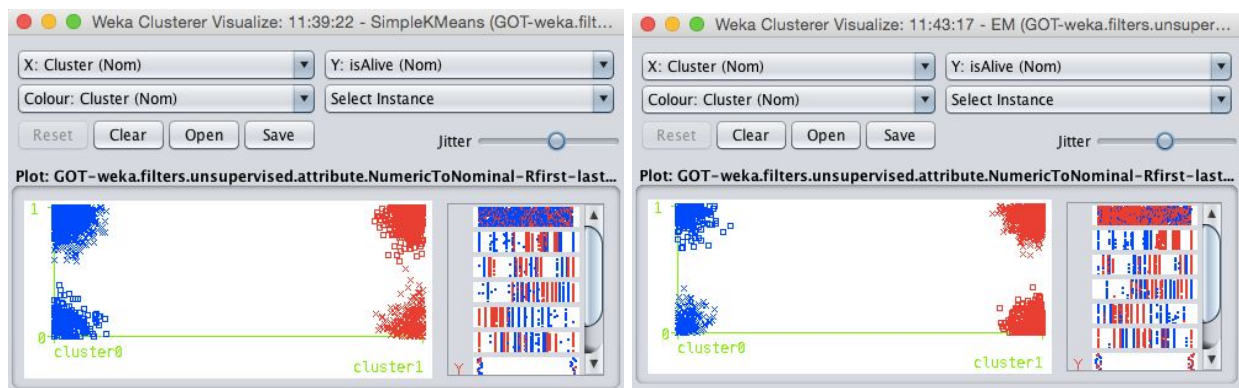 Weka Clusterer Visualize: 11:39:22 - SimpleKMeans (GOT-weka.filt...
X: Cluster (Nom)
Y: isAlive (Nom)
Colour: Cluster (Nom)
Select Instance
Reset
Clear
Open
Save
Jitter
Plot: GOT-weka.filters.unsupervised.attribute.NumericToNominal-Rfirst-last...
1
0
cluster0
cluster1
Y
Weka Clusterer Visualize: 11:43:17 - EM (GOT-weka.filters.unsuper...
X: Cluster (Nom)
Y: isAlive (Nom)
Colour: Cluster (Nom)
Select Instance
Reset
Clear
Open
Save
Jitter
Plot: GOT-weka.filters.unsupervised.attribute.NumericToNominal-Rfirst-last...
1
0
cluster0
cluster1
Y